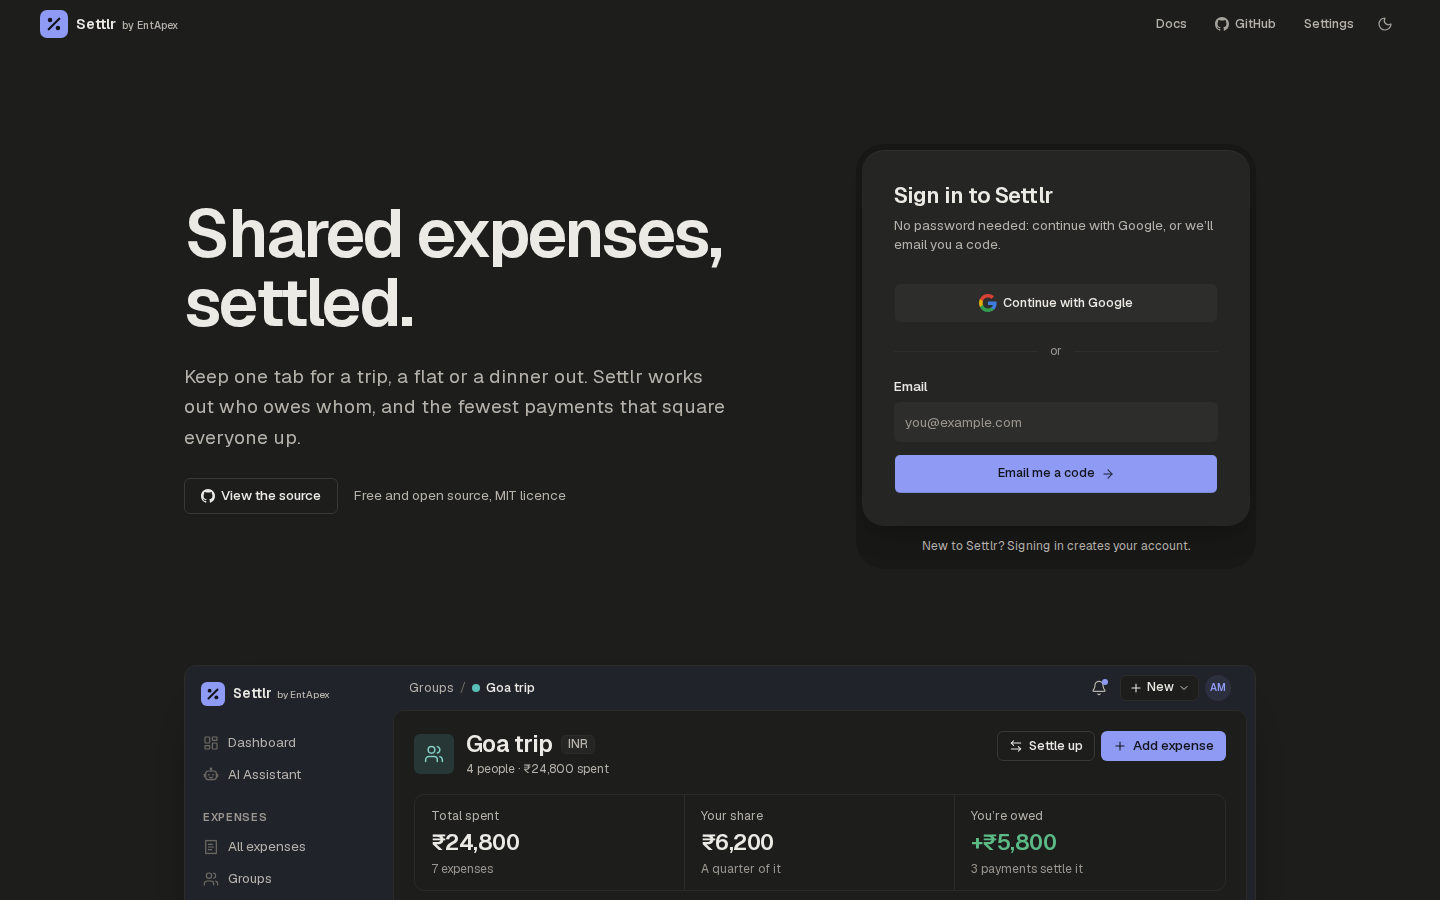 Settlr by EntApex
Docs
GitHub
Settings
Shared expenses,
settled.
Keep one tab for a trip, a flat or a dinner out. Settlr works
out who owes whom, and the fewest payments that square
everyone up.
View the source
Free and open source, MIT licence
Sign in to Settlr
No password needed: continue with Google, or we'll
email you a code.
Continue with Google
or
Email
you@example.com
Email me a code
New to Settlr? Signing in creates your account.
Settlr by EntApex
Dashboard
AI Assistant
EXPENSES
All expenses
Groups
Groups / Goa trip
New
AM
Goa trip INR
4 people · ₹24,800 spent
Settle up
Add expense
Total spent
₹24,800
7 expenses
Your share
₹6,200
A quarter of it
You're owed
+₹5,800
3 payments settle it